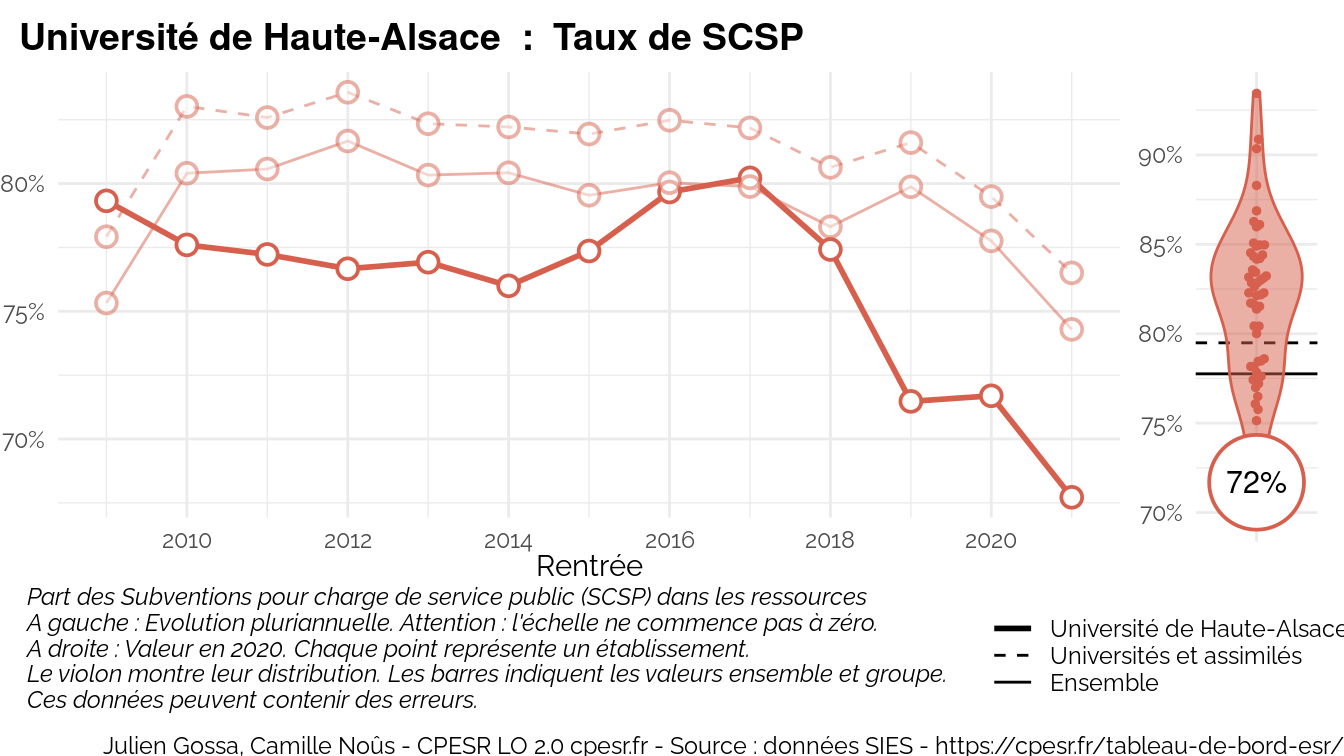 Université de Haute-Alsace : Taux de SCSP
80%
75%
70%
2010 2012 2014 2016 2018 2020
Rentrée
90%
85%
80%
75%
70%
72%
Part des Subventions pour charge de service public (SCSP) dans les ressources
A gauche : Evolution pluriannuelle. Attention : l'échelle ne commence pas à zéro.
A droite : Valeur en 2020. Chaque point représente un établissement.
Le violon montre leur distribution. Les barres indiquent les valeurs ensemble et groupe.
Ces données peuvent contenir des erreurs.
Université de Haute-Alsace
Universités et assimilés
Ensemble
Julien Gossa, Camille Noûs - CPESR LO 2.0 cpesr.fr - Source : données SIES - https://cpesr.fr/tableau-de-bord-esr/